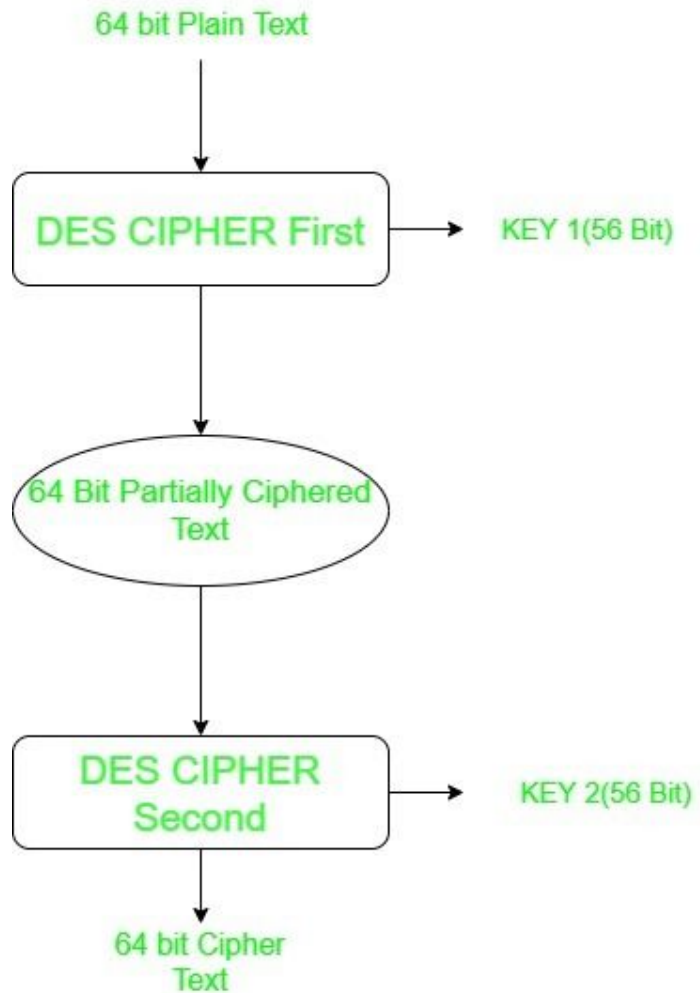 64 bit Plain Text
DES CIPHER First
KEY 1(56 Bit)
64 Bit Partially Ciphered
Text
DES CIPHER
Second
KEY 2(56 Bit)
64 bit Cipher
Text